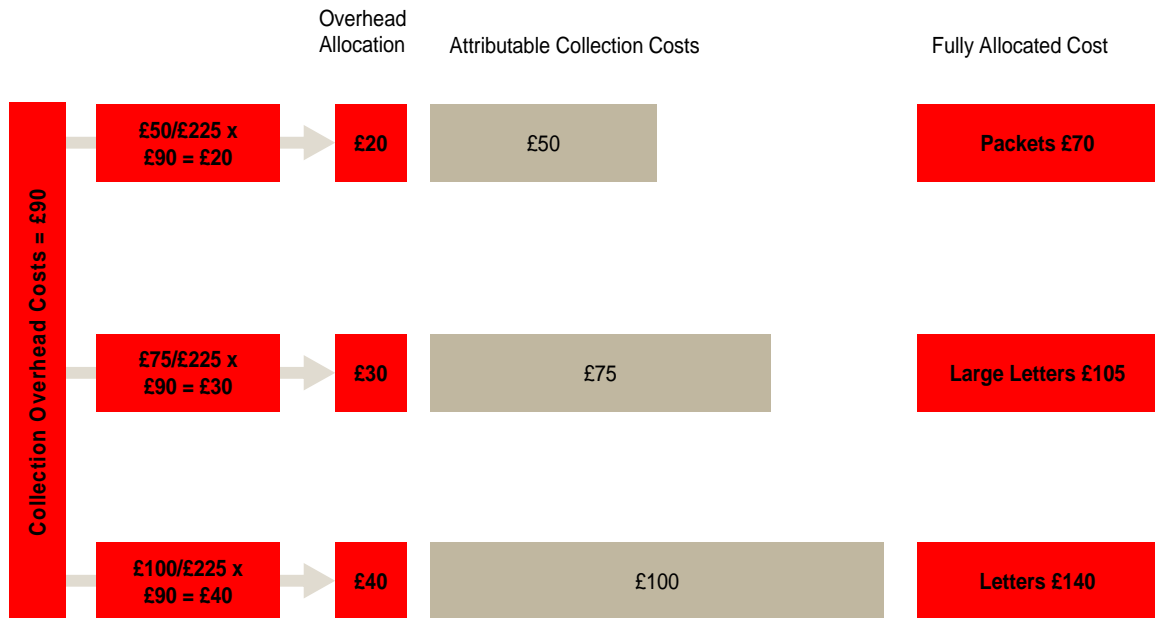 Overhead
Allocation
Attributable Collection Costs
Fully Allocated Cost
Collection Overhead Costs = £90
£50/£225 x
£90 = £20
£20
£50
Packets £70
£75/£225 x
£90 = £30
£30
£75
Large Letters £105
£100/£225 x
£90 = £40
£40
£100
Letters £140